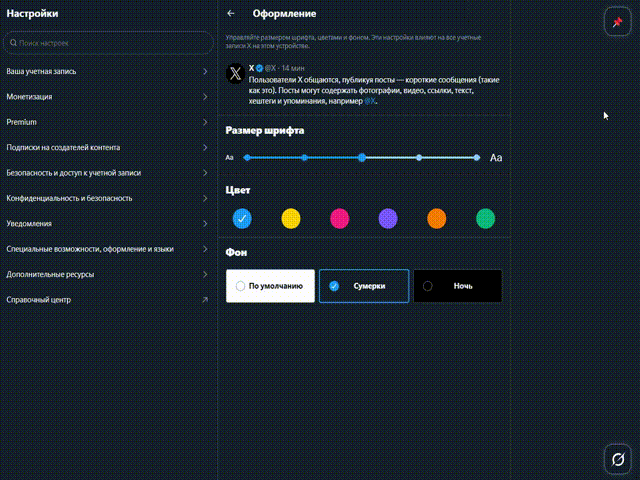 Настройки
Поиск настроек
Ваша учетная запись
Монетизация
Premium
Подписки на создателей контента
Безопасность и доступ к учетной записи
Конфиденциальность и безопасность
Уведомления
Специальные возможности, оформление и языки
Дополнительные ресурсы
Справочный центр
Оформление
Управляйте размером шрифта, цветами и фоном. Эти настройки влияют на все учетные
записи X на этом устройстве.
X @X · 14 мин
Пользователи X общаются, публикуя посты — короткие сообщения (такие
как это). Посты могут содержать фотографии, видео, ссылки, текст,
хештеги и упоминания, например @X.
Размер шрифта
Aa Aa
Цвет
Фон
По умолчанию Сумерки Ночь